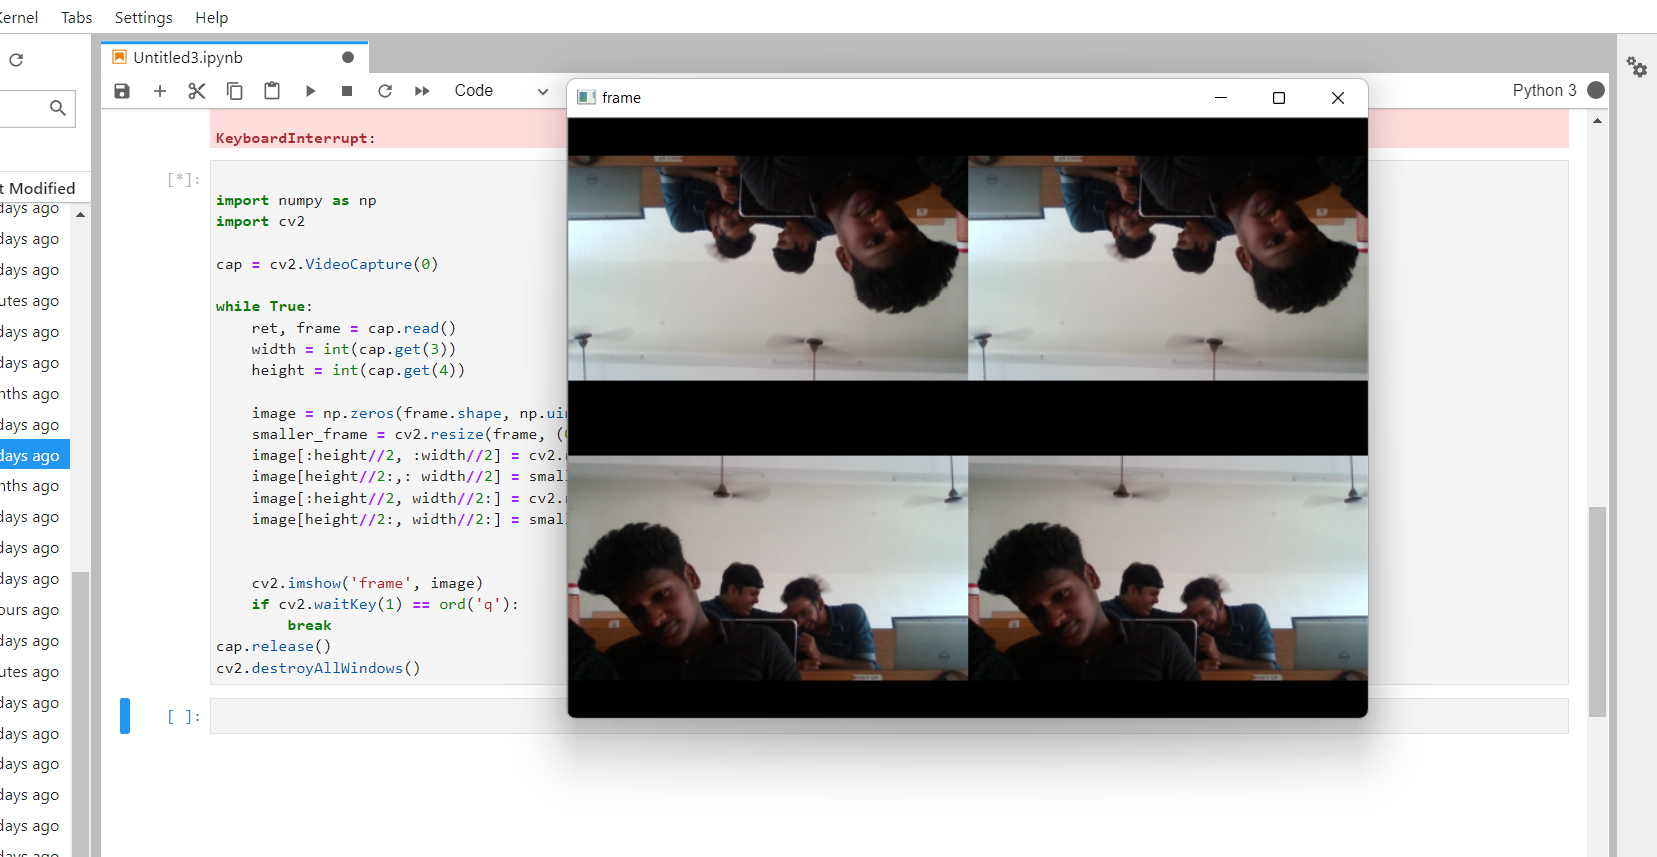 Kernel Tabs Settings Help
Untitled3.ipynb
Code
Python 3
frame
t Modified
days ago
days ago
days ago
utes ago
days ago
days ago
nths ago
days ago
days ago
nths ago
days ago
days ago
days ago
ours ago
days ago
utes ago
days ago
days ago
days ago
days ago
days ago
days ago
KeyboardInterrupt:
[*]:
import numpy as np
import cv2
cap = cv2.VideoCapture(0)
while True:
ret, frame = cap.read()
width = int(cap.get(3))
height = int(cap.get(4))
image = np.zeros(frame.shape, np.ui
smaller_frame = cv2.resize(frame, (
image[:height//2, :width//2] = cv2.
image[height//2:,: width//2] = smal
image[:height//2, width//2:] = cv2.
image[height//2:, width//2:] = smal
cv2.imshow('frame', image)
if cv2.waitKey(1) == ord('q'):
break
cap.release()
cv2.destroyAllWindows()
[ ]: